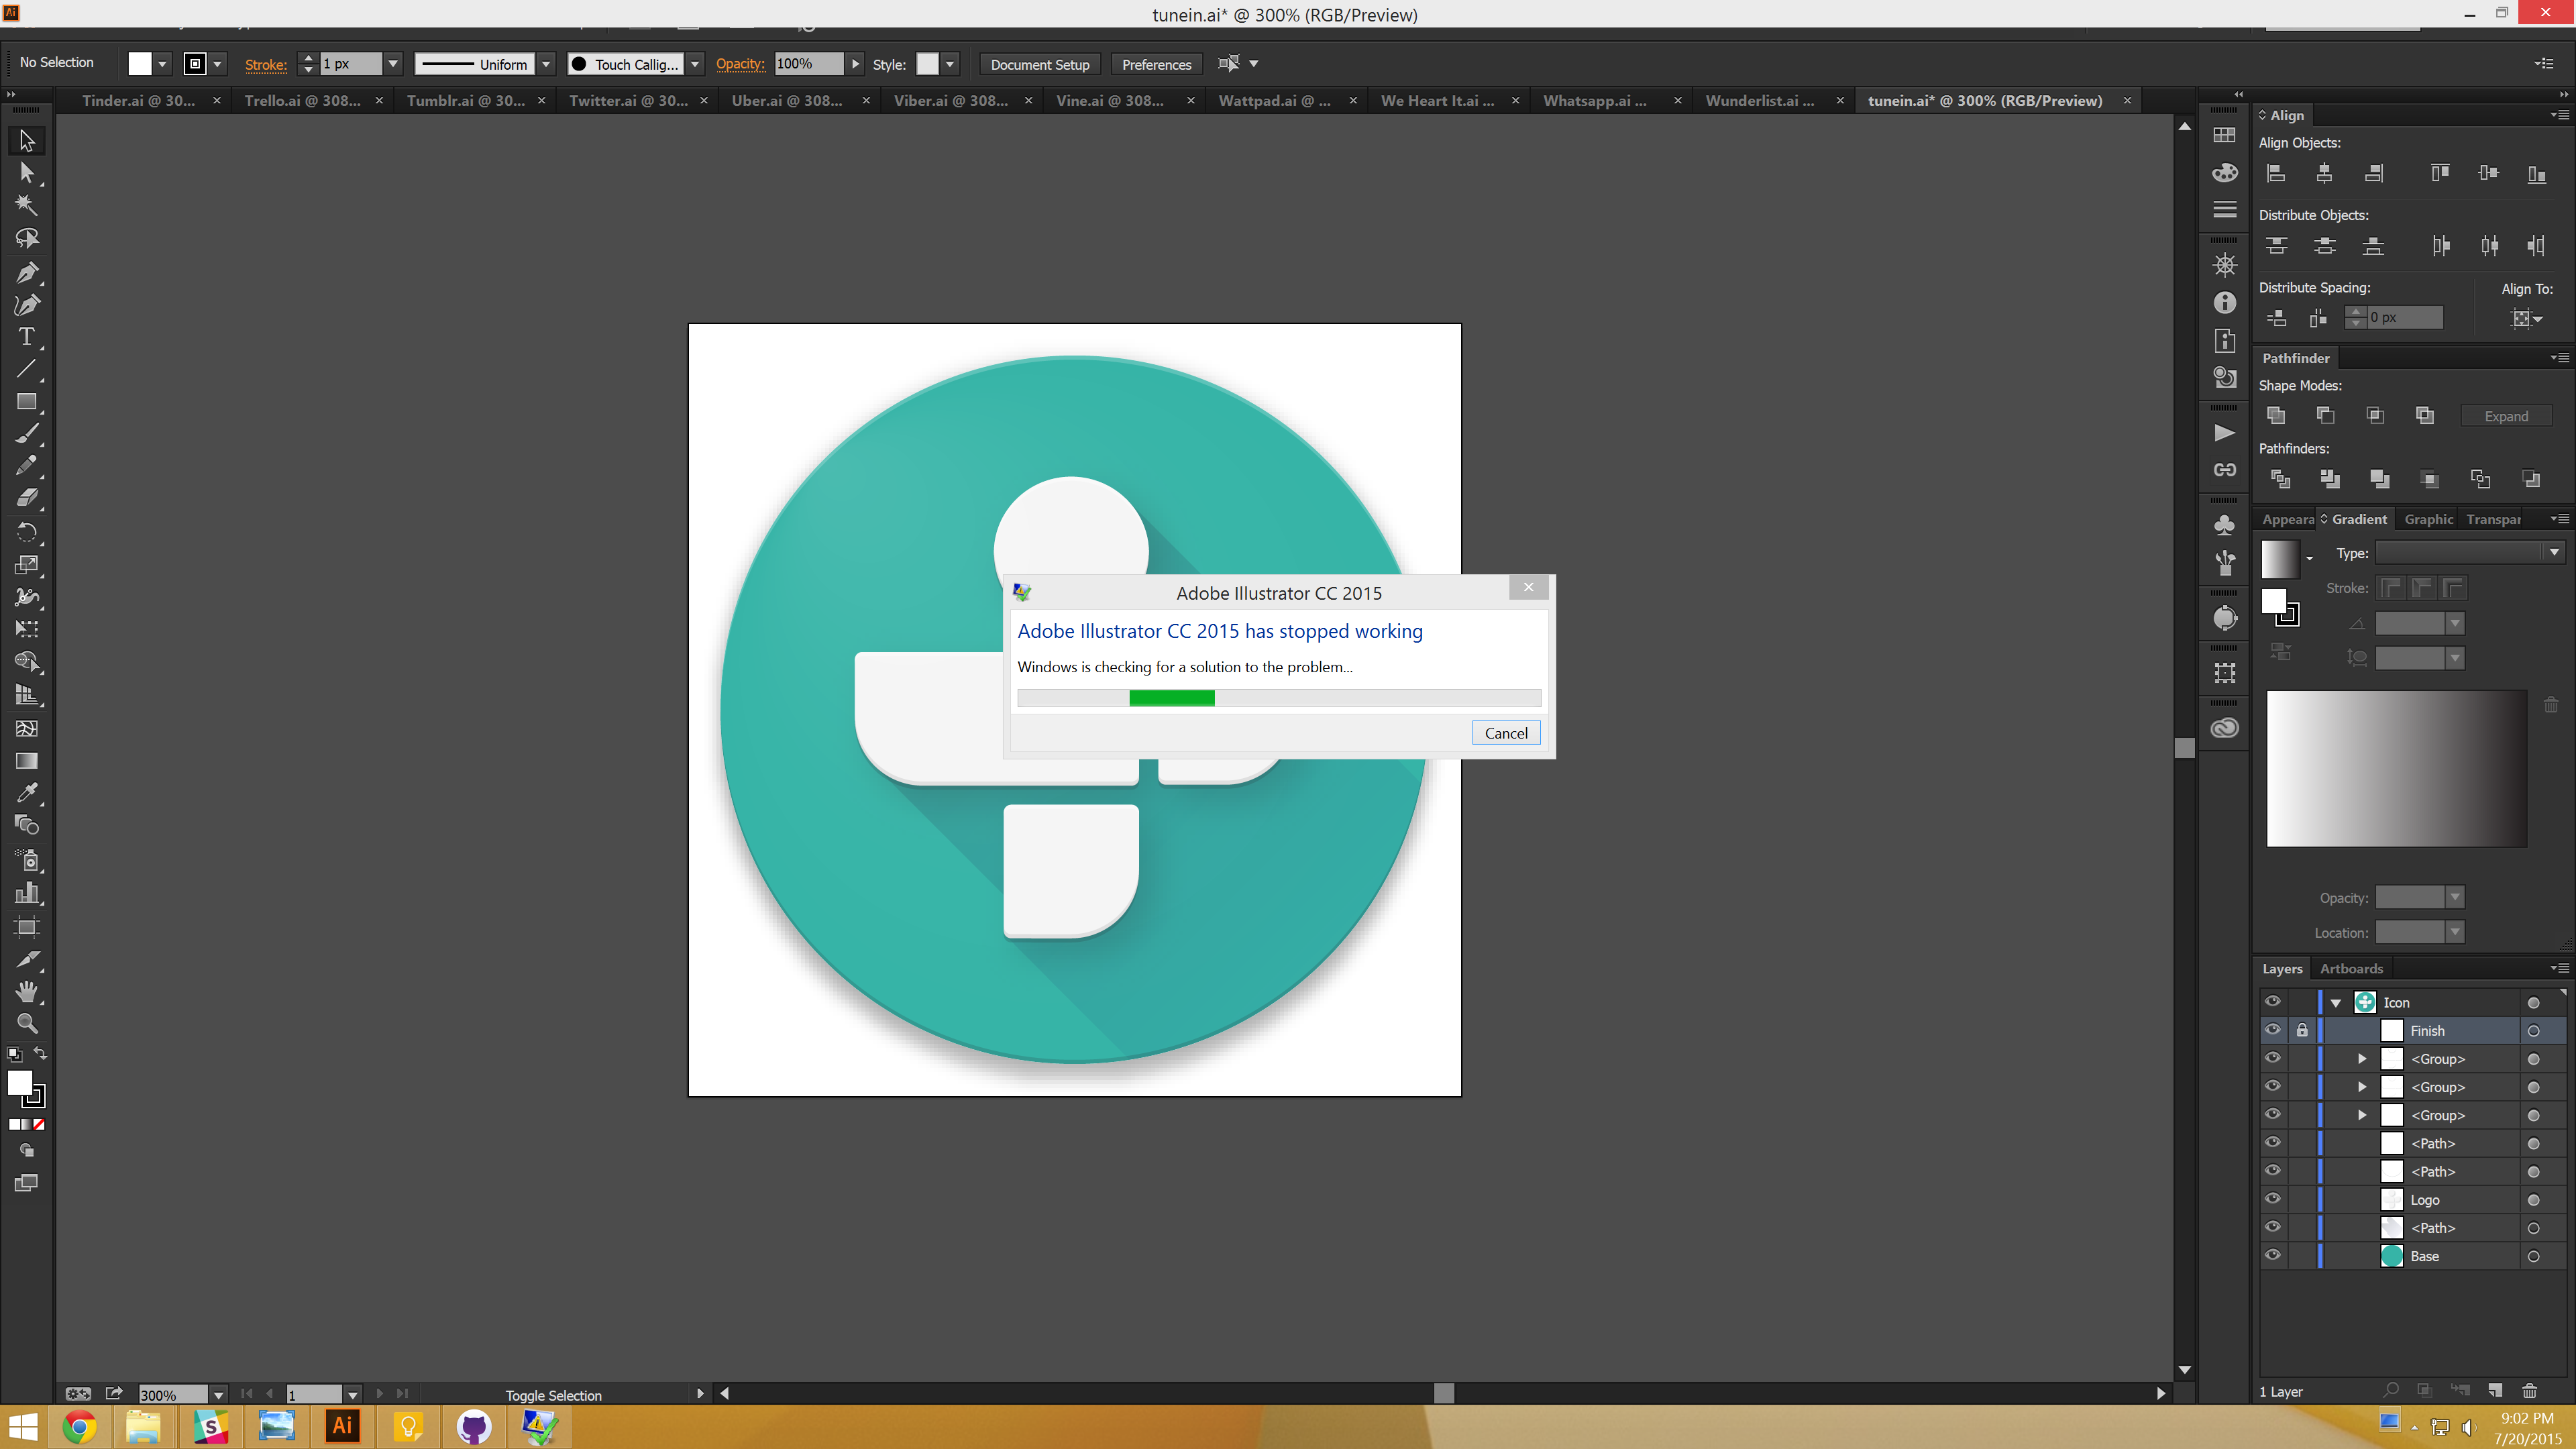 Ai
tunein.ai* @ 300% (RGB/Preview)
No Selection
Stroke:
1 px
Uniform
Touch Callig...
Opacity:
100%
Style:
Document Setup
Preferences
Tinder.ai @ 30...
Trello.ai @ 308...
Tumblr.ai @ 30...
Twitter.ai @ 30...
Uber.ai @ 308...
Viber.ai @ 308...
Vine.ai @ 308...
Wattpad.ai @ ...
We Heart It.ai ...
Whatsapp.ai ...
Wunderlist.ai ...
tunein.ai* @ 300% (RGB/Preview)
Align
Align Objects:
Distribute Objects:
Distribute Spacing:
Align To:
0 px
Pathfinder
Shape Modes:
Expand
Pathfinders:
Appeara
Gradient
Graphic
Transpar
Type:
Stroke:
Opacity:
Location:
Adobe Illustrator CC 2015
Adobe Illustrator CC 2015 has stopped working
Windows is checking for a solution to the problem...
Cancel
Layers
Artboards
Icon
Finish
<Group>
<Group>
<Group>
<Path>
<Path>
Logo
<Path>
Base
1 Layer
300%
1
Toggle Selection
Ai
9:02 PM
7/20/2015